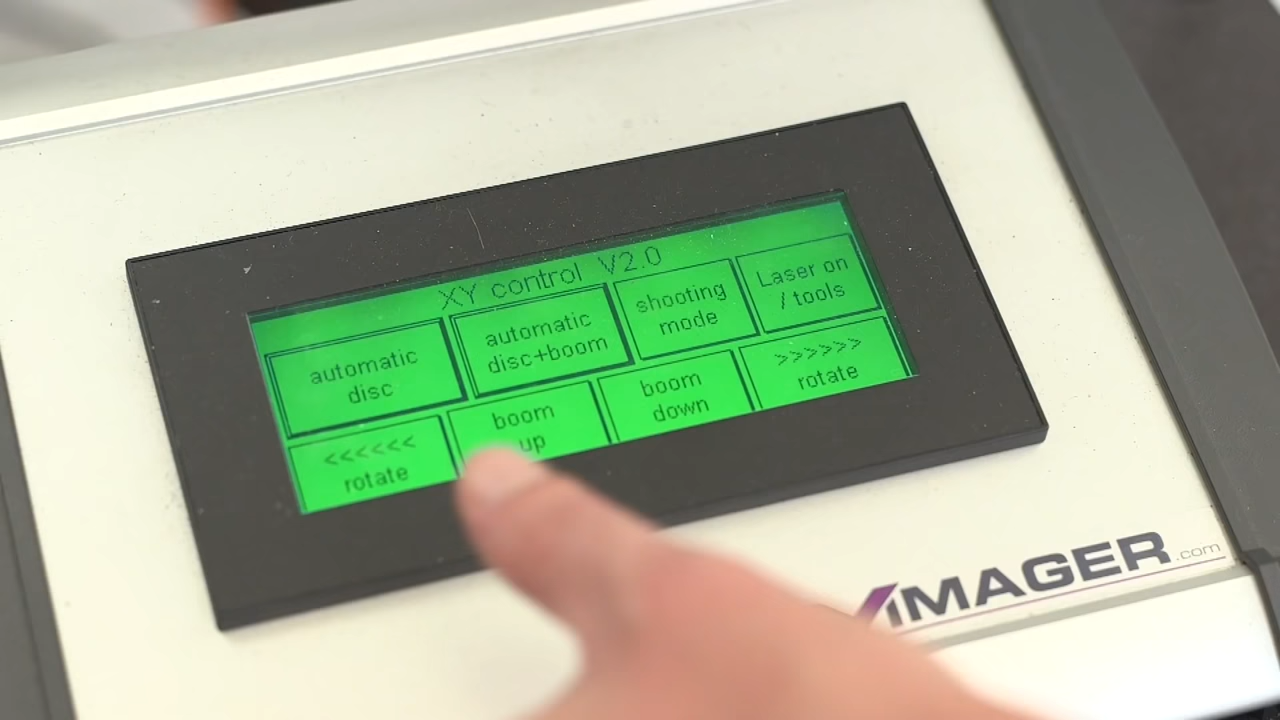 XY control V2.0
automatic
disc
automatic
disc+boom
shooting
mode
Laser on
/ tools
<<<<<<
rotate
boom
up
boom
down
>>>>>>
rotate
IMAGER.com